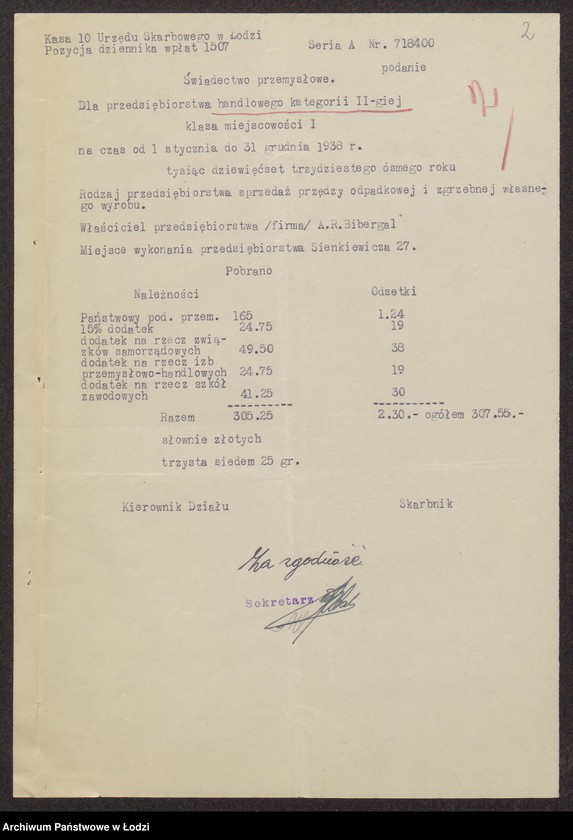 2
Kasa 10 Urzędu Skarbowego w Łodzi
Pozycja dziennika wpłat 1507
Seria A Nr. 718400
podanie
Świadectwo przemysłowe.
Dla przedsiębiorstwa handlowego kategorii II-giej
klasa miejscowości I
na czas od 1 stycznia do 31 grudnia 1938 r.
tysiąc dziewięćset trzydziestego ósmego roku
Rodzaj przedsiębiorstwa sprzedaż przędzy odpadkowej i zgrzebnej własne-
go wyrobu.
Właściciel przedsiębiorstwa /firma/ A.R.Bibergal
Miejsce wykonania przedsiębiorstwa Sienkiewicza 27.
Pobrano
Należności Odsetki
Państwowy pod. przem. 165 1.24
15% dodatek 24.75 19
dodatek na rzecz zwią-
zków samorządowych 49.50 38
dodatek na rzecz izb
przemysłowo-handlowych 24.75 19
dodatek na rzecz szkół
zawodowych 41.25 30
Razem 305.25 2.30.- ogółem 307.55.-
słownie złotych
trzysta siedem 25 gr.
Kierownik Działu Skarbnik
Za zgodność
Sekretarz
Archiwum Państwowe w Łodzi